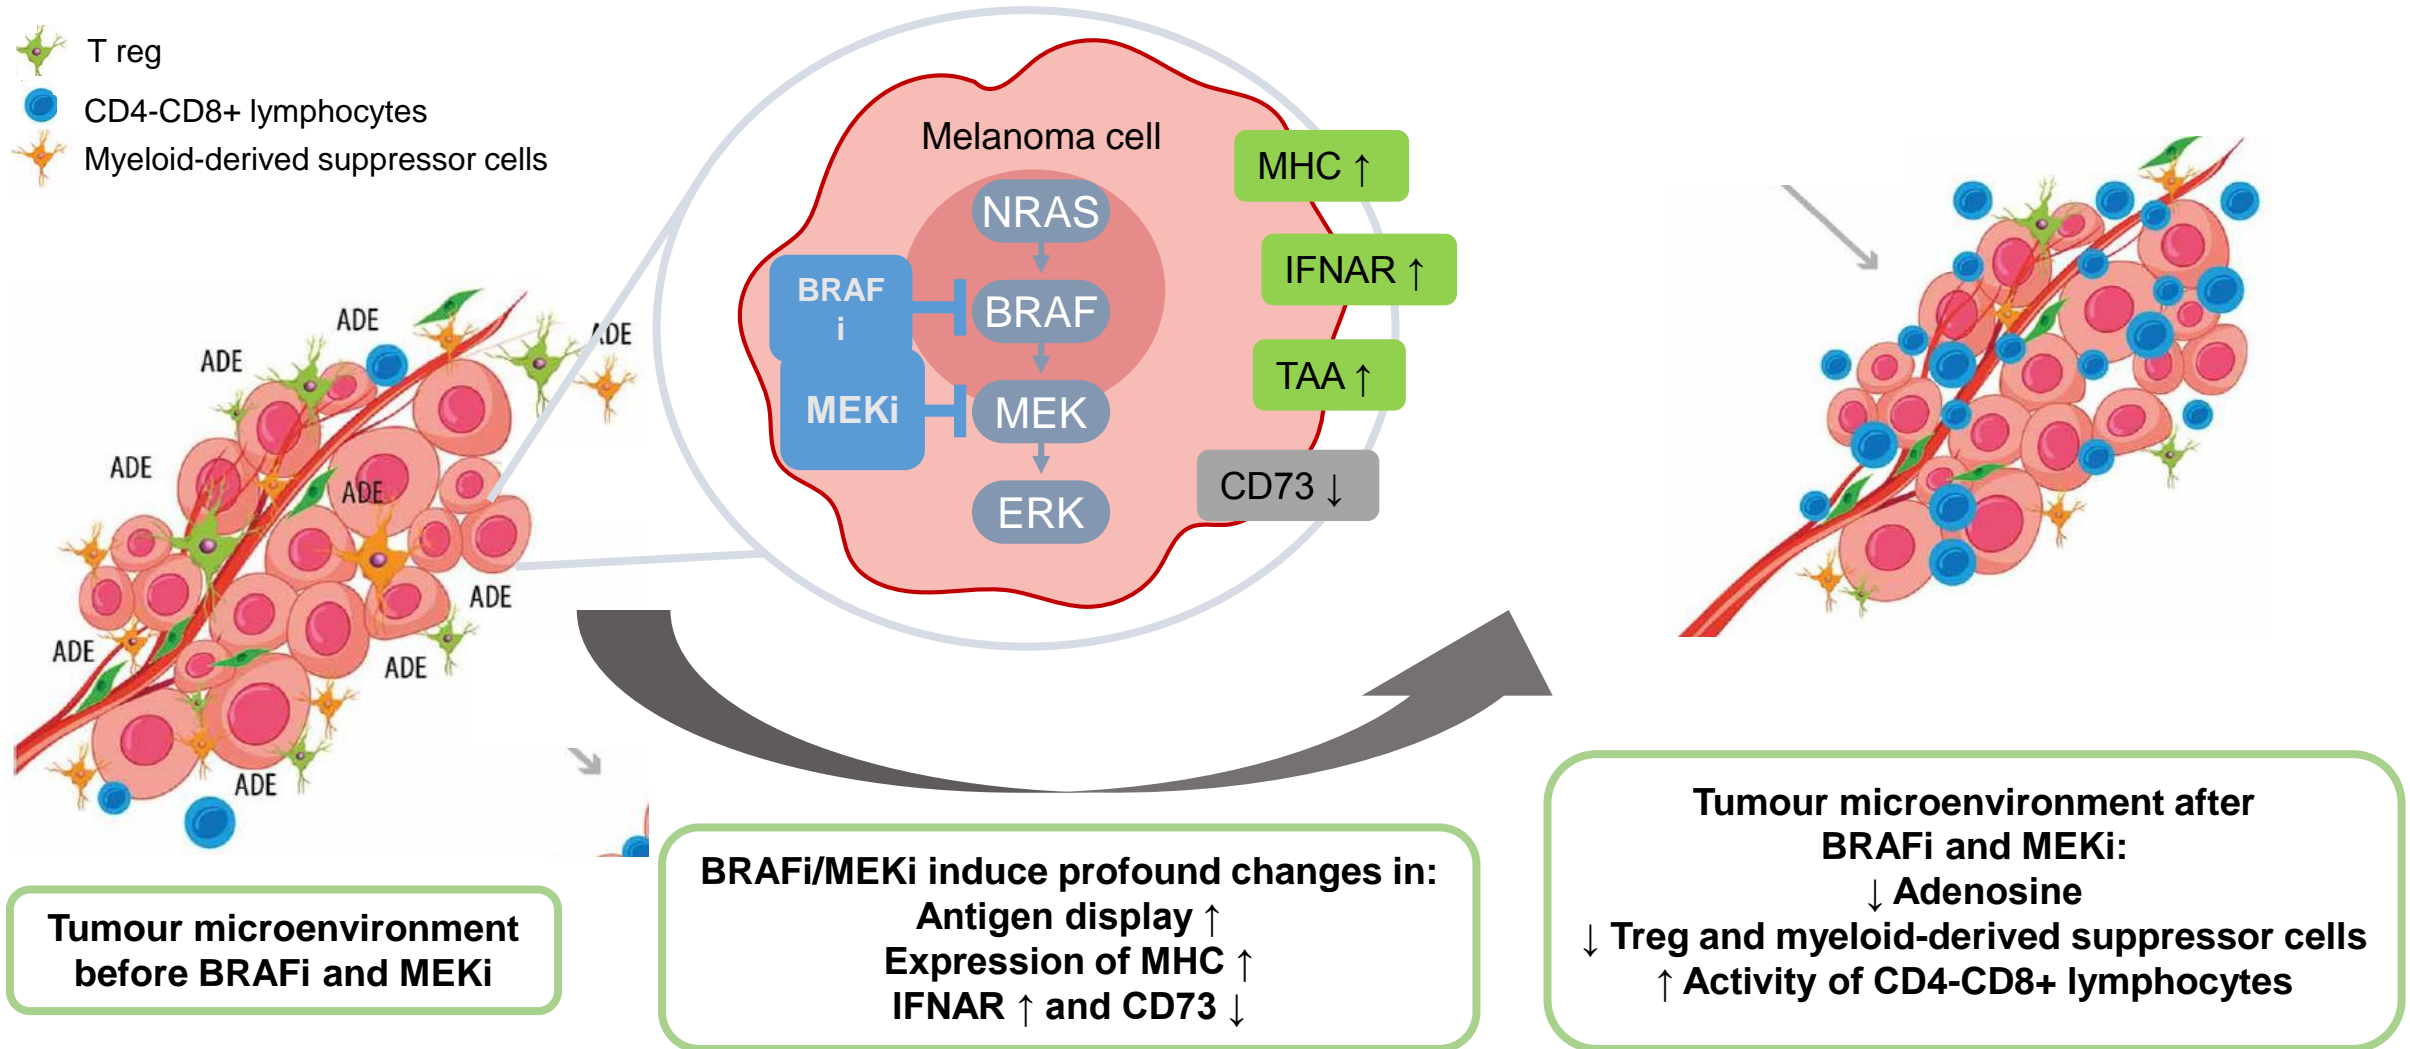 T reg
CD4-CD8+ lymphocytes
Myeloid-derived suppressor cells
Melanoma cell
NRAS
BRAF
MEK
ERK
BRAF
i
MEKi
MHC ↑
IFNAR ↑
TAA ↑
CD73 ↓
ADE
ADE
ADE
ADE
ADE
ADE
ADE
ADE
ADE
Tumour microenvironment
before BRAFi and MEKi
BRAFi/MEKi induce profound changes in:
Antigen display ↑
Expression of MHC ↑
IFNAR ↑ and CD73 ↓
Tumour microenvironment after
BRAFi and MEKi:
↓ Adenosine
↓ Treg and myeloid-derived suppressor cells
↑ Activity of CD4-CD8+ lymphocytes